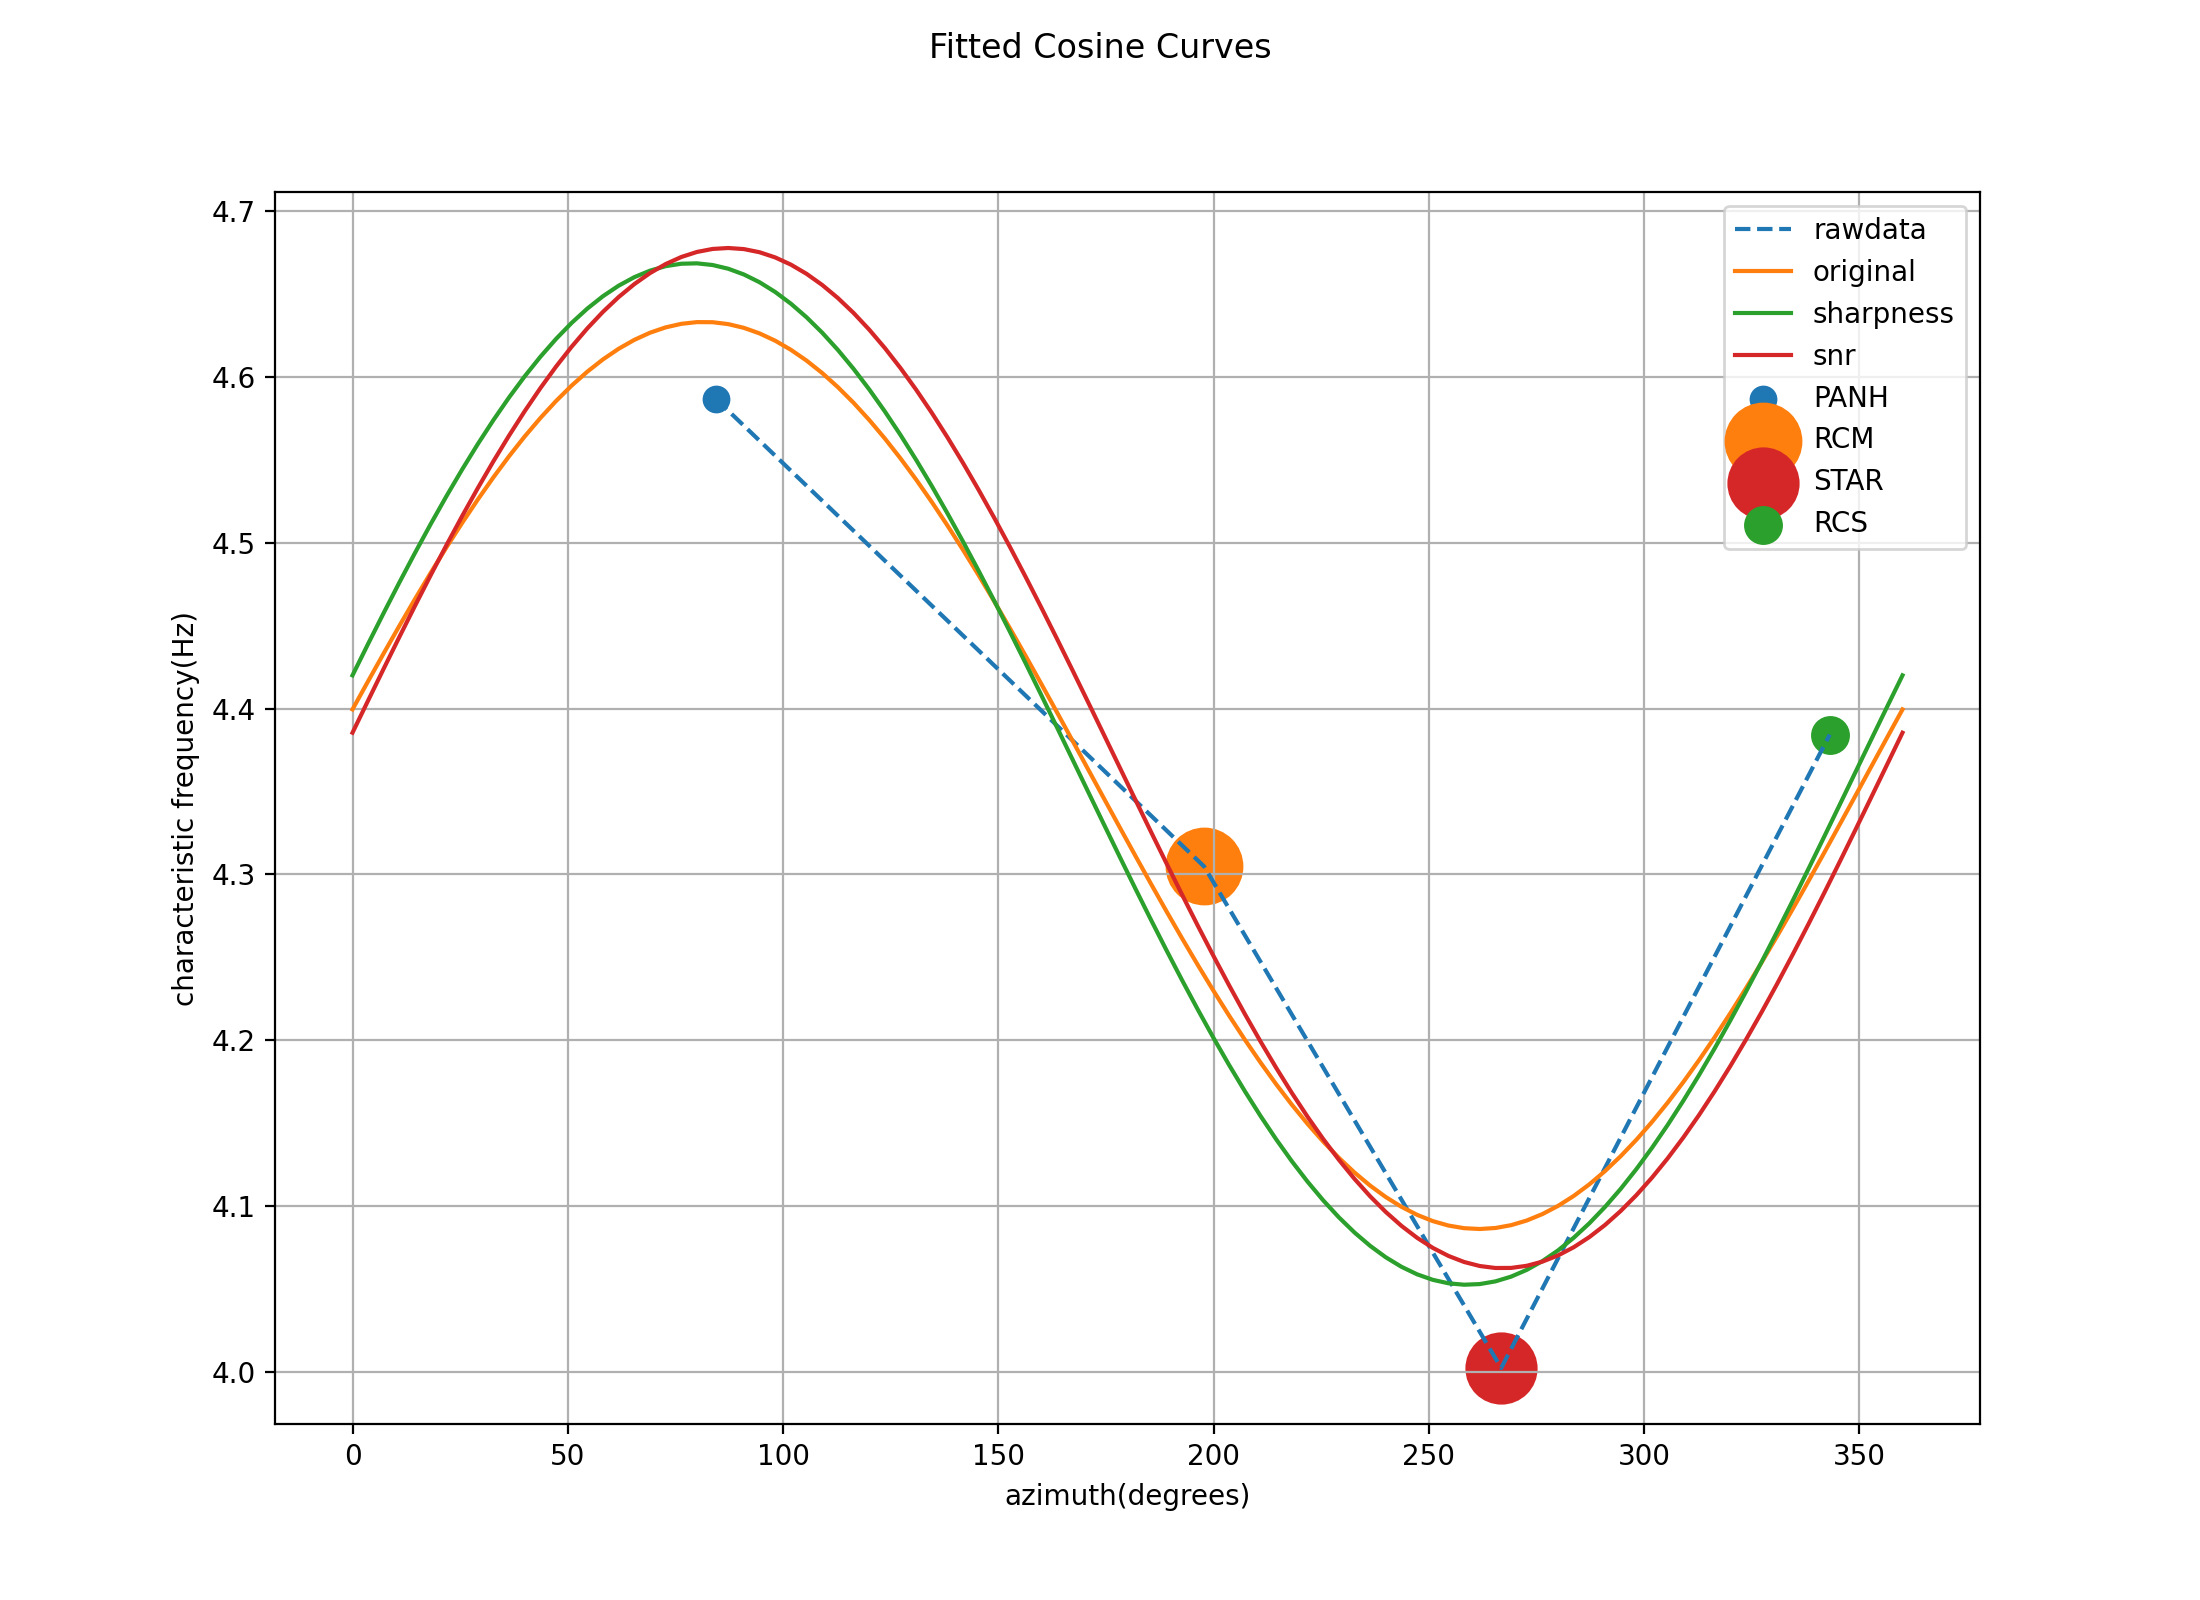 Fitted Cosine Curves
4.7
4.6
4.5
4.4
4.3
4.2
4.1
4.0
characteristic frequency(Hz)
rawdata
original
sharpness
snr
PANH
RCM
STAR
RCS
0 50 100 150 200 250 300 350
azimuth(degrees)